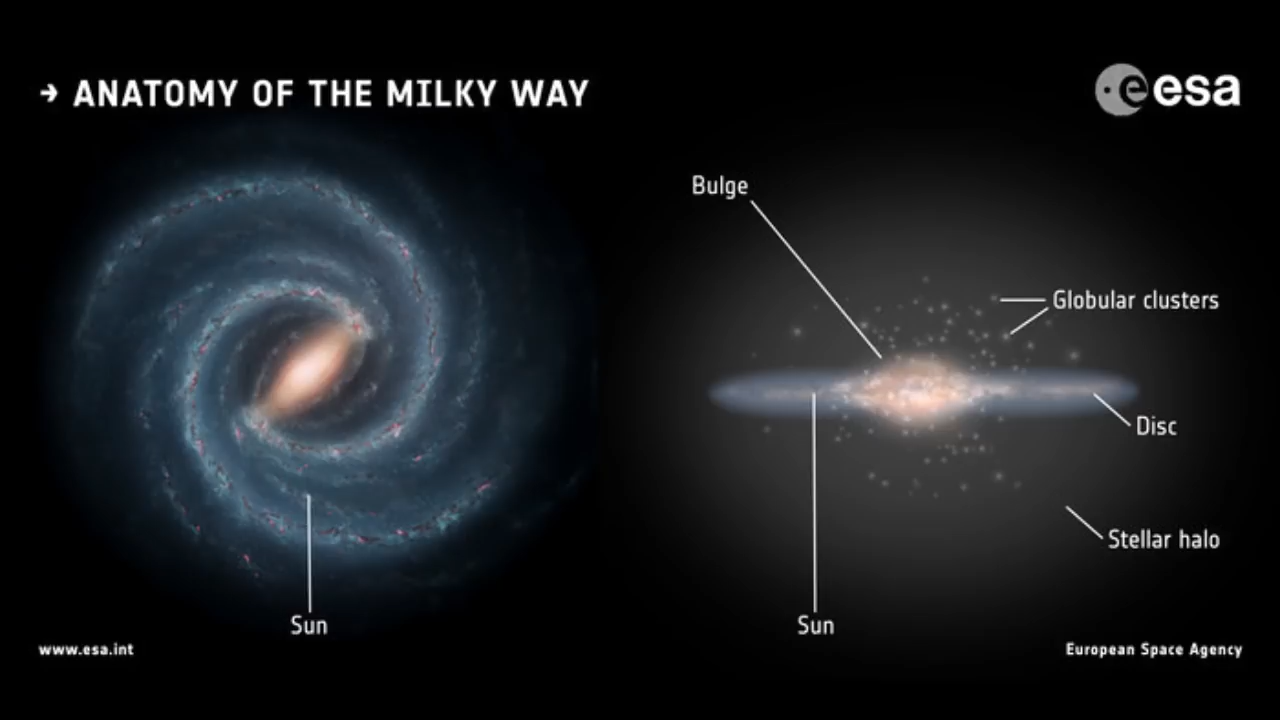 → ANATOMY OF THE MILKY WAY
esa
Bulge
Globular clusters
Disc
Stellar halo
Sun
Sun
www.esa.int
European Space Agency